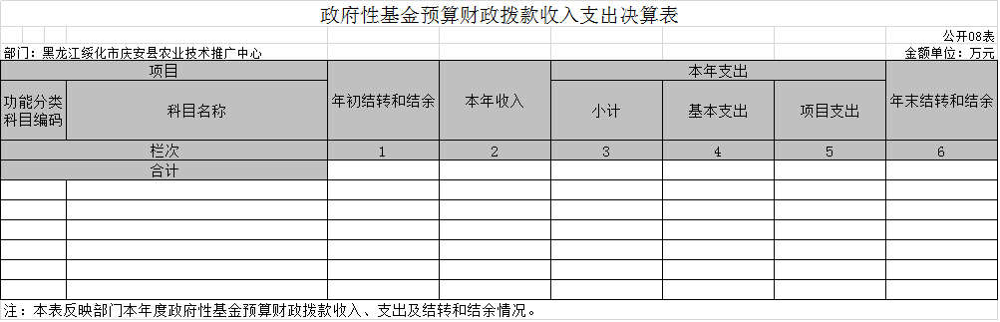 政府性基金预算财政拨款收入支出决算表
公开08表
部门：黑龙江绥化市庆安县农业技术推广中心 金额单位：万元
项目 年初结转和结余 本年收入 本年支出 年末结转和结余
功能分类
科目编码 科目名称 小计 基本支出 项目支出
栏次 1 2 3 4 5 6
合计
注：本表反映部门本年度政府性基金预算财政拨款收入、支出及结转和结余情况。